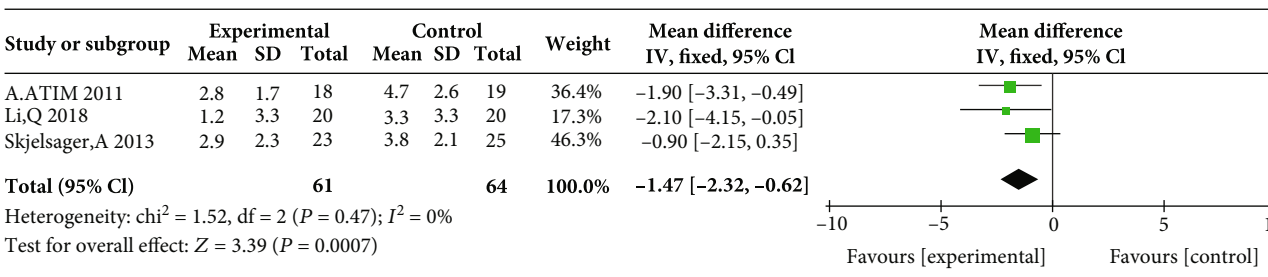 Study or subgroup Experimental Control Weight Mean difference Mean difference
Mean SD Total Mean SD Total IV, fixed, 95% Cl IV, fixed, 95% Cl
A.ATIM 2011 2.8 1.7 18 4.7 2.6 19 36.4% −1.90 [−3.31, −0.49]
Li,Q 2018 1.2 3.3 20 3.3 3.3 20 17.3% −2.10 [−4.15, −0.05]
Skjelsager,A 2013 2.9 2.3 23 3.8 2.1 25 46.3% −0.90 [−2.15, 0.35]
Total (95% Cl) 61 64 100.0% −1.47 [−2.32, −0.62]
Heterogeneity: chi² = 1.52, df = 2 (P = 0.47); I² = 0%
Test for overall effect: Z = 3.39 (P = 0.0007)
−10 −5 0 5
Favours [experimental] Favours [control]